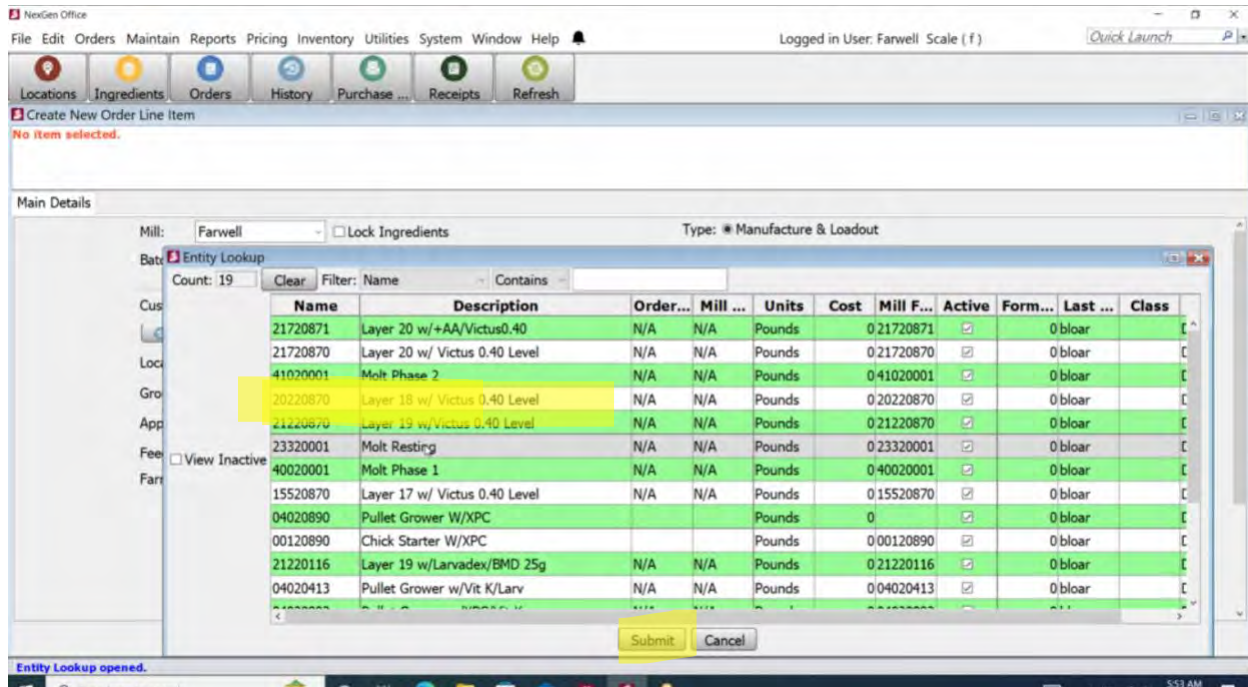 NexGen Office
File Edit Orders Maintain Reports Pricing Inventory Utilities System Window Help Logged in User: Farwell Scale ( f ) Quick Launch
Locations Ingredients Orders History Purchase ... Receipts Refresh
Create New Order Line Item
No item selected.
Main Details
Mill: Farwell Lock Ingredients Type: Manufacture & Loadout
Entity Lookup
Count: 19 Clear Filter: Name Contains
Cus
Loca
Gro
App
Fee
Farr
View Inactive
Name Description Order... Mill ... Units Cost Mill F... Active Form... Last ... Class
21720871 Layer 20 w/+AA/Victus0.40 N/A N/A Pounds 0 21720871 0 bloar
21720870 Layer 20 w/ Victus 0.40 Level N/A N/A Pounds 0 21720870 0 bloar
41020001 Molt Phase 2 N/A N/A Pounds 0 41020001 0 bloar
20220870 Layer 18 w/ Victus 0.40 Level N/A N/A Pounds 0 20220870 0 bloar
21220870 Layer 19 w/Victus 0.40 Level N/A N/A Pounds 0 21220870 0 bloar
23320001 Molt Resting N/A N/A Pounds 0 23320001 0 bloar
40020001 Molt Phase 1 N/A N/A Pounds 0 40020001 0 bloar
15520870 Layer 17 w/ Victus 0.40 Level N/A N/A Pounds 0 15520870 0 bloar
04020890 Pullet Grower W/XPC Pounds 0 0 bloar
00120890 Chick Starter W/XPC Pounds 0 00120890 0 bloar
21220116 Layer 19 w/Larvadex/BMD 25g N/A N/A Pounds 0 21220116 0 bloar
04020413 Pullet Grower w/Vit K/Larv N/A N/A Pounds 0 04020413 0 bloar
Submit Cancel
Entity Lookup opened.
5:53 AM